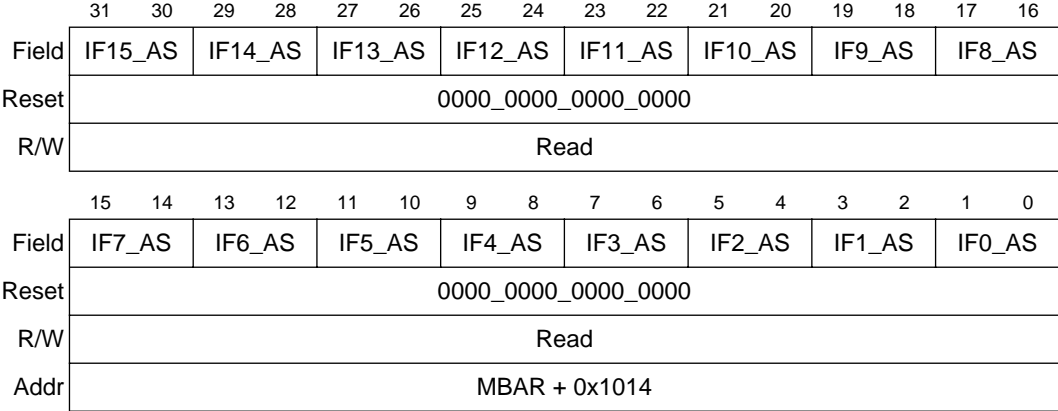 31 30 29 28 27 26 25 24 23 22 21 20 19 18 17 16
Field IF15_AS IF14_AS IF13_AS IF12_AS IF11_AS IF10_AS IF9_AS IF8_AS
Reset 0000_0000_0000_0000
R/W Read
15 14 13 12 11 10 9 8 7 6 5 4 3 2 1 0
Field IF7_AS IF6_AS IF5_AS IF4_AS IF3_AS IF2_AS IF1_AS IF0_AS
Reset 0000_0000_0000_0000
R/W Read
Addr MBAR + 0x1014